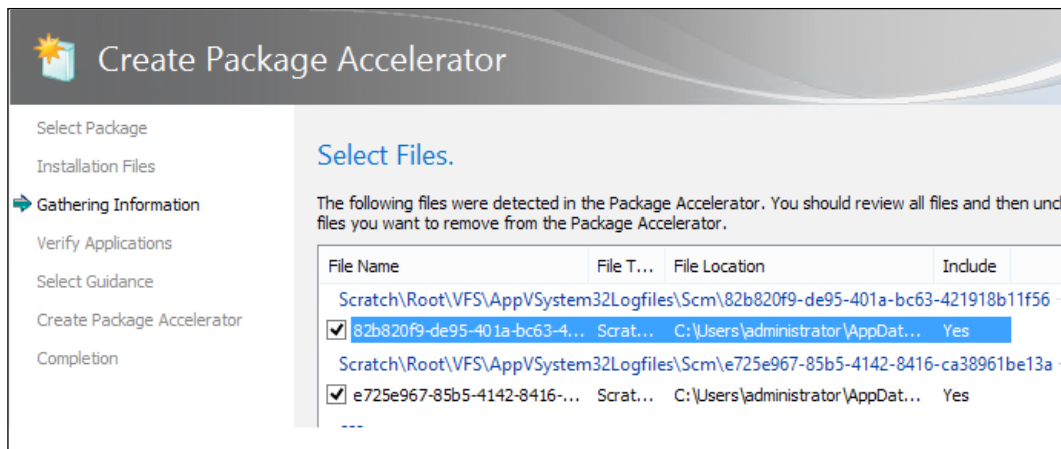 Create Package Accelerator
Select Package
Installation Files
Gathering Information
Verify Applications
Select Guidance
Create Package Accelerator
Completion
Select Files.
The following files were detected in the Package Accelerator. You should review all files and then uncl
files you want to remove from the Package Accelerator.
File Name File T... File Location Include
Scratch\Root\VFS\AppVSystem32Logfiles\Scm\82b820f9-de95-401a-bc63-421918b11f56
82b820f9-de95-401a-bc63-4... Scrat... C:\Users\administrator\AppDat... Yes
Scratch\Root\VFS\AppVSystem32Logfiles\Scm\e725e967-85b5-4142-8416-ca38961be13a
e725e967-85b5-4142-8416-... Scrat... C:\Users\administrator\AppDat... Yes